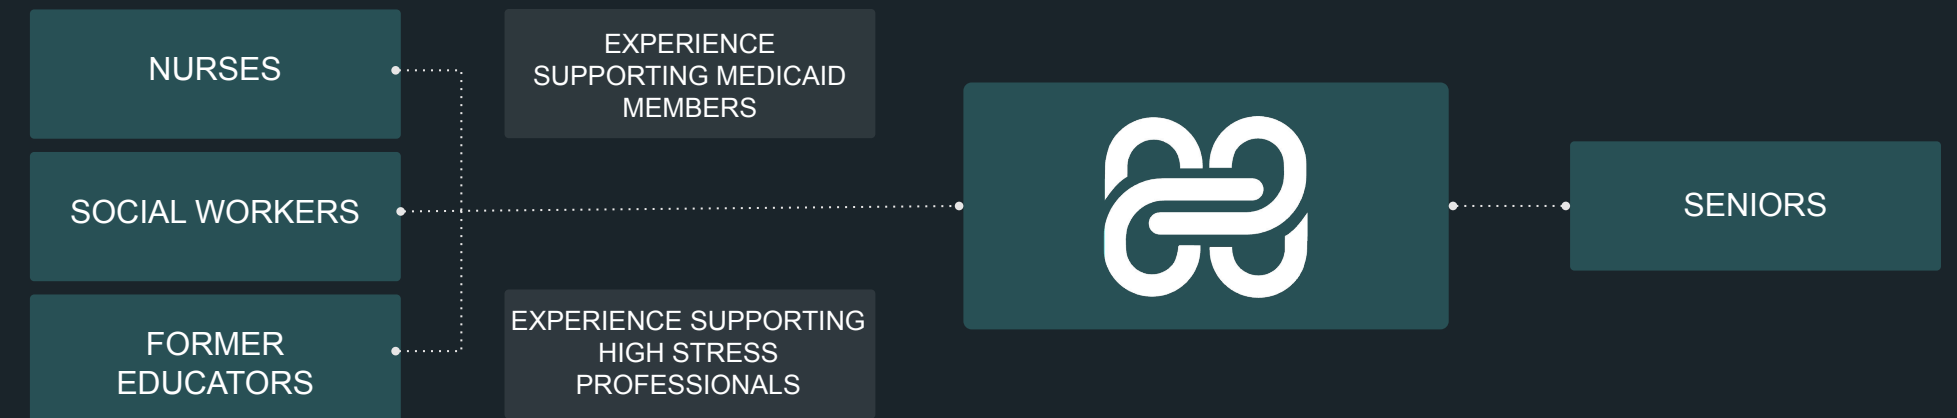 NURSES
SOCIAL WORKERS
FORMER
EDUCATORS
EXPERIENCE
SUPPORTING MEDICAID
MEMBERS
EXPERIENCE SUPPORTING
HIGH STRESS
PROFESSIONALS
SENIORS